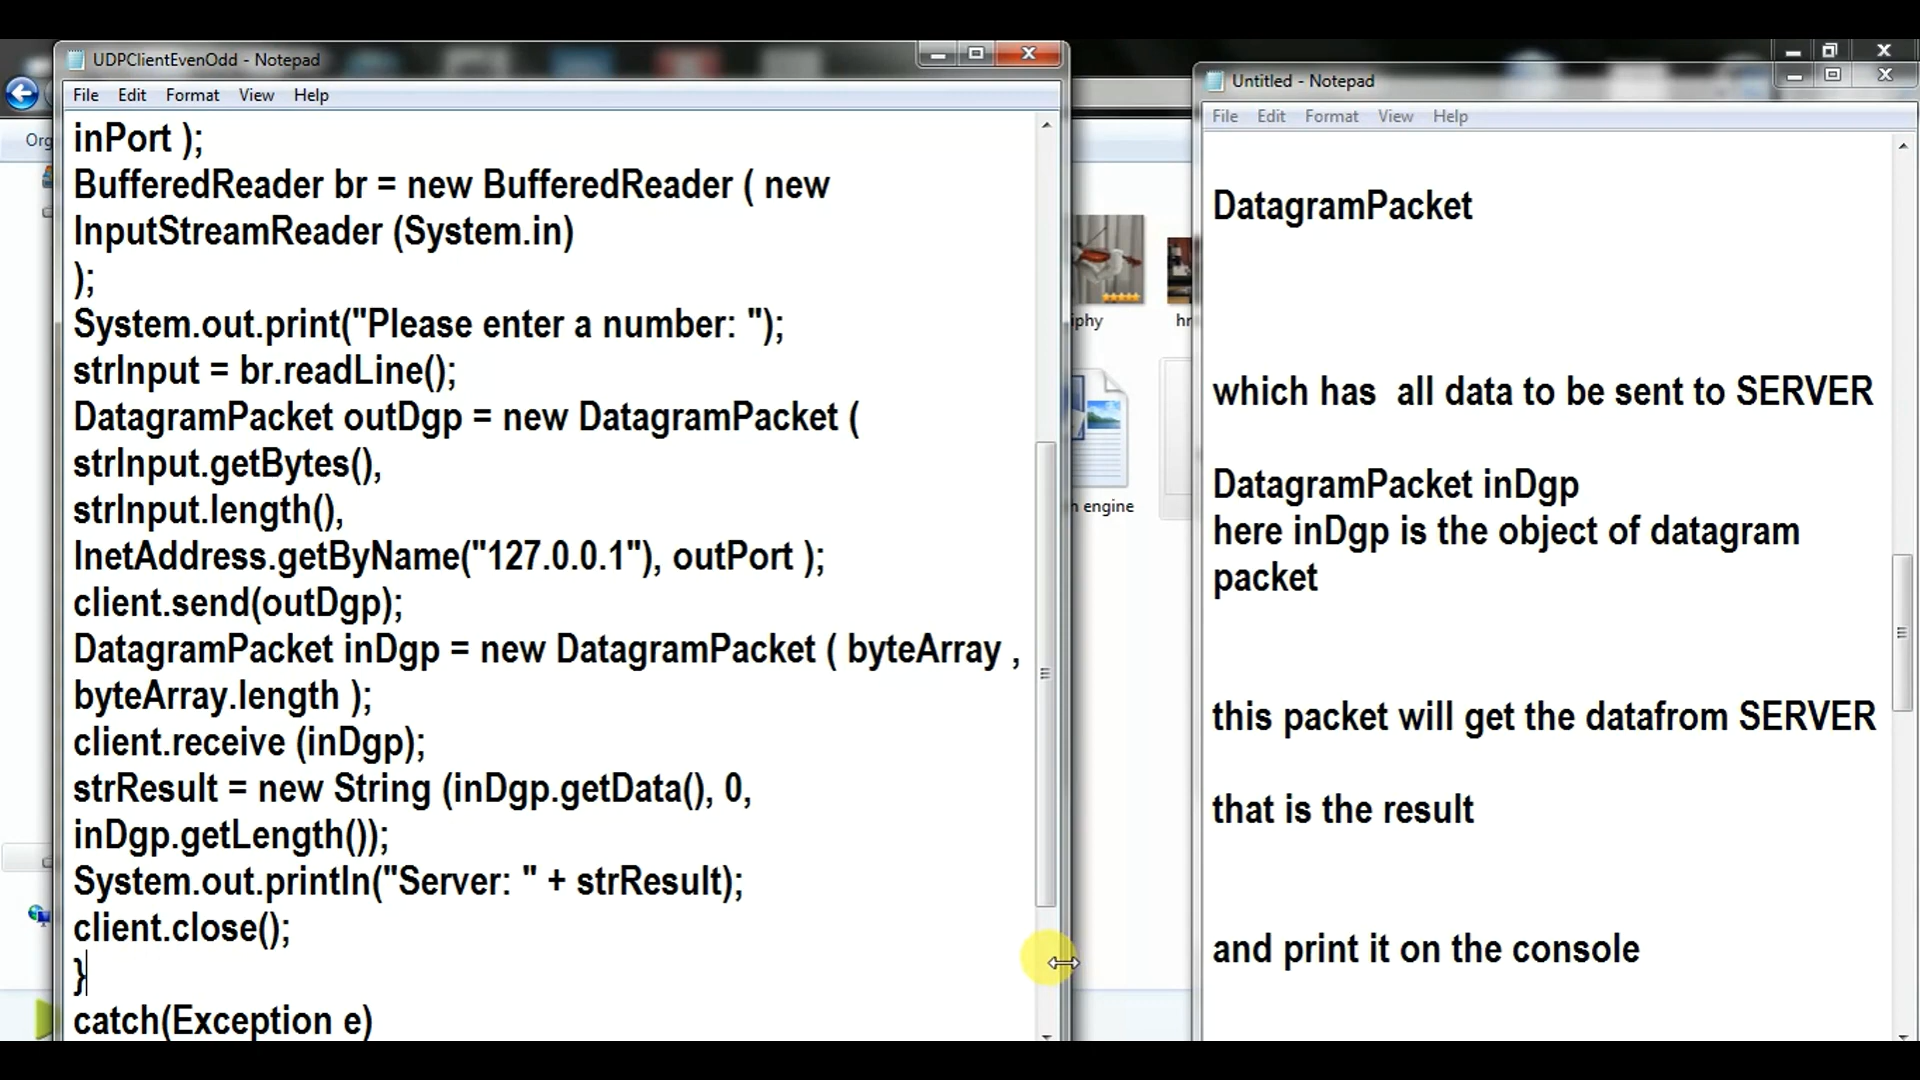 UDPClientEvenOdd - Notepad
File Edit Format View Help
inPort );
BufferedReader br = new BufferedReader ( new
InputStreamReader (System.in)
);
System.out.print("Please enter a number: ");
strInput = br.readLine();
DatagramPacket outDgp = new DatagramPacket (
strInput.getBytes(),
strInput.length(),
InetAddress.getByName("127.0.0.1"), outPort );
client.send(outDgp);
DatagramPacket inDgp = new DatagramPacket ( byteArray ,
byteArray.length );
client.receive (inDgp);
strResult = new String (inDgp.getData(), 0,
inDgp.getLength());
System.out.println("Server: " + strResult);
client.close();
}
catch(Exception e)
Org
iphy
hr
n engine
Untitled - Notepad
File Edit Format View Help
DatagramPacket
which has  all data to be sent to SERVER
DatagramPacket inDgp
here inDgp is the object of datagram
packet
this packet will get the datafrom SERVER
that is the result
and print it on the console